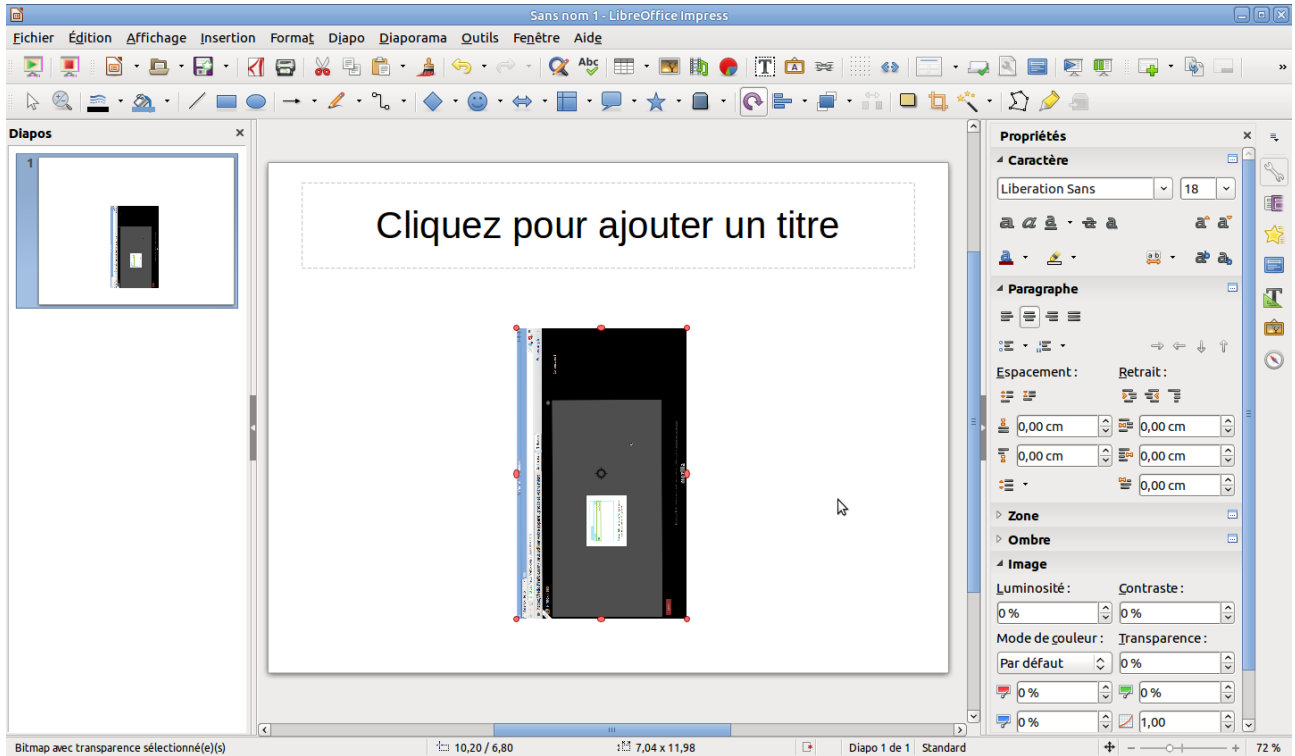 Sans nom 1 - LibreOffice Impress
Fichier Édition Affichage Insertion Format Djapo Diaporama Outils Fenêtre Aide
Diapos
1
Cliquez pour ajouter un titre
Propriétés
Caractère
Liberation Sans 18
Paragraphe
Espacement : Retrait :
0,00 cm 0,00 cm
0,00 cm 0,00 cm
0,00 cm
Zone
Ombre
Image
Luminosité : Contraste :
0 % 0 %
Mode de couleur : Transparence :
Par défaut 0 %
0 % 0 %
0 % 1,00
Bitmap avec transparence sélectionné(e)(s) 10,20 / 6,80 7,04 x 11,98 Diapo 1 de 1 Standard 72 %